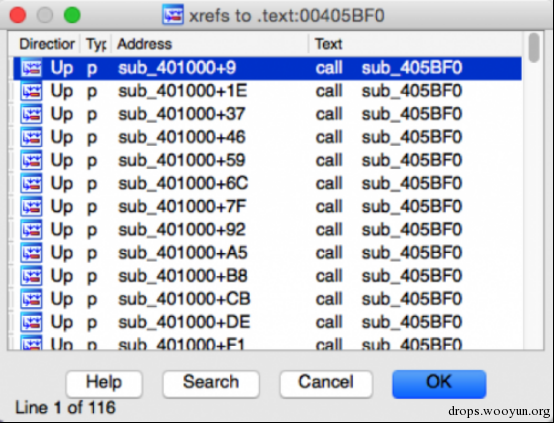 xrefs to .text:00405BF0
Direction Typ Address Text
Up p sub_401000+9 call sub_405BF0
Up p sub_401000+1E call sub_405BF0
Up p sub_401000+37 call sub_405BF0
Up p sub_401000+46 call sub_405BF0
Up p sub_401000+59 call sub_405BF0
Up p sub_401000+6C call sub_405BF0
Up p sub_401000+7F call sub_405BF0
Up p sub_401000+92 call sub_405BF0
Up p sub_401000+A5 call sub_405BF0
Up p sub_401000+B8 call sub_405BF0
Up p sub_401000+CB call sub_405BF0
Up p sub_401000+DE call sub_405BF0
Up p sub_401000+F1 call sub_405BF0
Help Search Cancel OK
Line 1 of 116
drops.wooyun.org